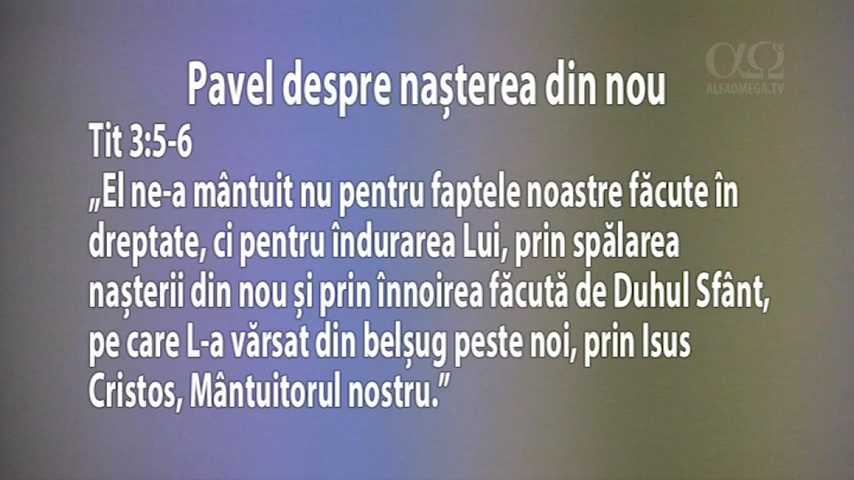 αΩ tv
ALFAOMEGA.TV
Pavel despre nașterea din nou
Tit 3:5-6
„El ne-a mântuit nu pentru faptele noastre făcute în
dreptate, ci pentru îndurarea Lui, prin spălarea
nașterii din nou și prin înnoirea făcută de Duhul Sfânt,
pe care L-a vărsat din belșug peste noi, prin Isus
Cristos, Mântuitorul nostru.”